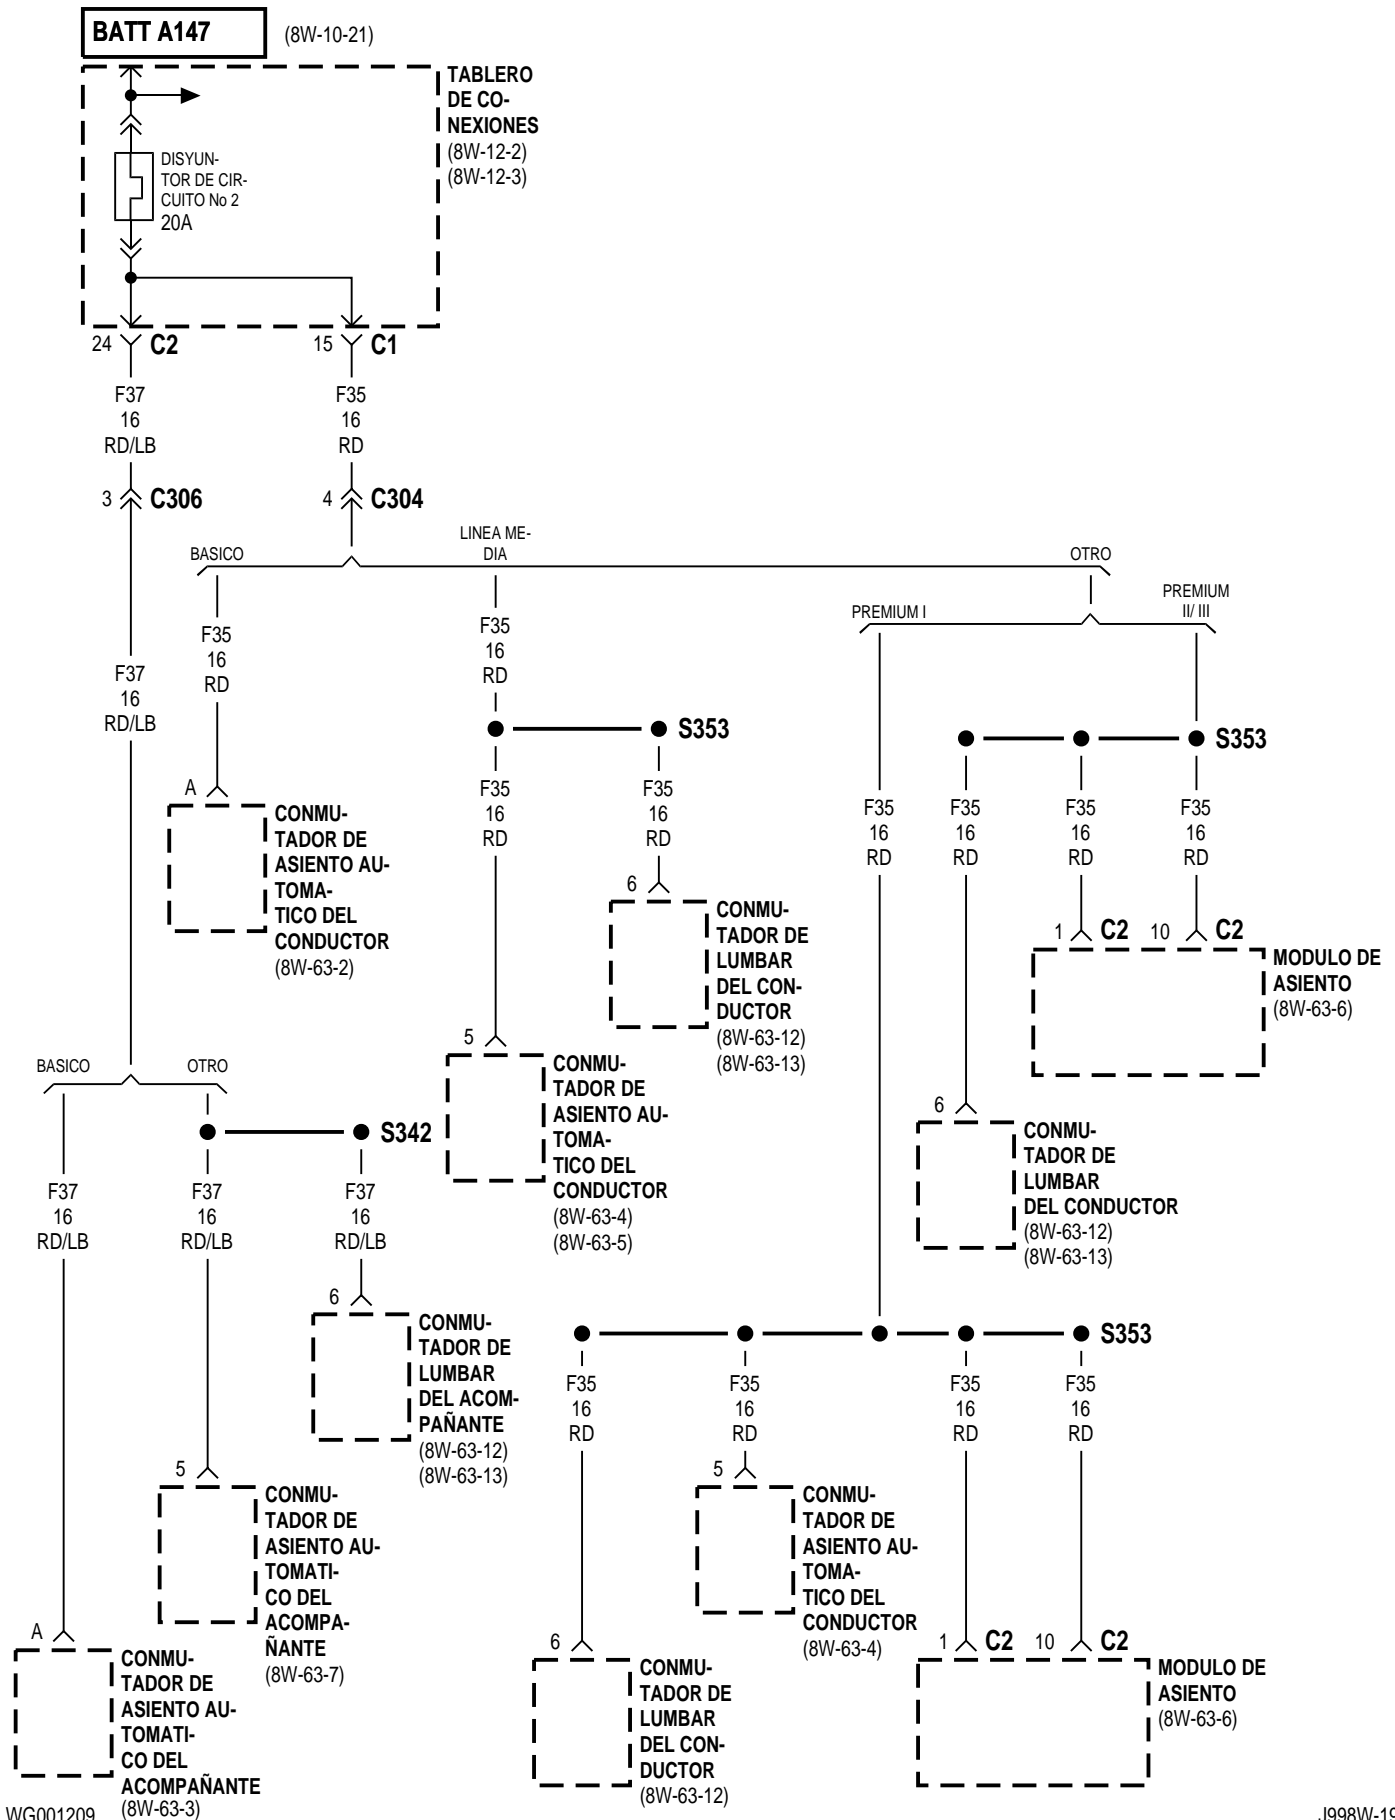 BATT A147
(8W-10-21)
TABLERO
DE CO-
NEXIONES
(8W-12-2)
(8W-12-3)
DISYUN-
TOR DE CIR-
CUITO No 2
20A
24
C2
15
C1
F37
16
RD/LB
F35
16
RD
3
C306
4
C304
BASICO
LINEA ME-
DIA
OTRO
PREMIUM I
PREMIUM
II/ III
F37
16
RD/LB
F35
16
RD
F35
16
RD
S353
S353
F35
16
RD
F35
16
RD
F35
16
RD
F35
16
RD
F35
16
RD
F35
16
RD
A
CONMU-
TADOR DE
ASIENTO AU-
TOMA-
TICO DEL
CONDUCTOR
(8W-63-2)
6
CONMU-
TADOR DE
LUMBAR
DEL CON-
DUCTOR
(8W-63-12)
(8W-63-13)
1
C2
10
C2
MODULO DE
ASIENTO
(8W-63-6)
5
CONMU-
TADOR DE
ASIENTO AU-
TOMA-
TICO DEL
CONDUCTOR
(8W-63-4)
(8W-63-5)
6
CONMU-
TADOR DE
LUMBAR
DEL CONDUCTOR
(8W-63-12)
(8W-63-13)
BASICO
OTRO
S342
F37
16
RD/LB
F37
16
RD/LB
F37
16
RD/LB
6
CONMU-
TADOR DE
LUMBAR
DEL ACOM-
PAÑANTE
(8W-63-12)
(8W-63-13)
S353
F35
16
RD
F35
16
RD
F35
16
RD
F35
16
RD
5
CONMU-
TADOR DE
ASIENTO AU-
TOMATI-
CO DEL
ACOMPA-
ÑANTE
(8W-63-7)
5
CONMU-
TADOR DE
ASIENTO AU-
TOMA-
TICO DEL
CONDUCTOR
(8W-63-4)
A
CONMU-
TADOR DE
ASIENTO AU-
TOMATI-
CO DEL
ACOMPAÑANTE
(8W-63-3)
6
CONMU-
TADOR DE
LUMBAR
DEL CON-
DUCTOR
(8W-63-12)
1
C2
10
C2
MODULO DE
ASIENTO
(8W-63-6)
WG001209